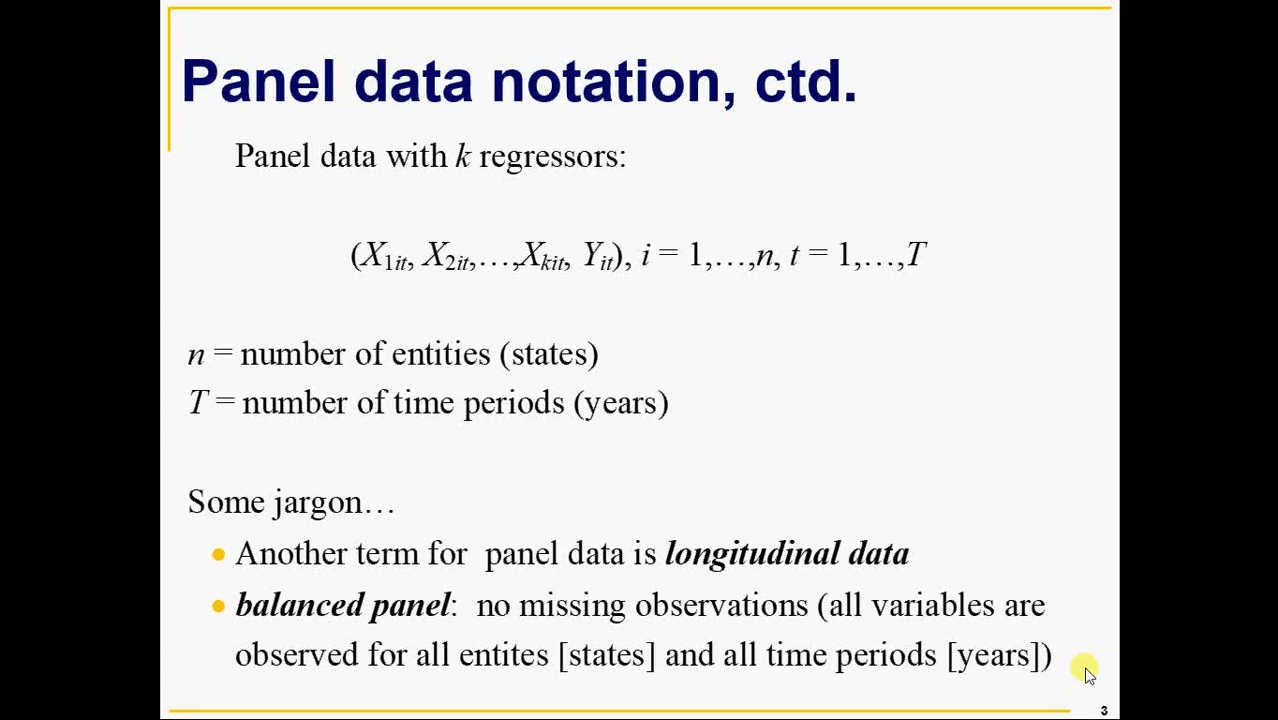 Panel data notation, ctd.
Panel data with k regressors:
(X1it, X2it,…,Xkit, Yit), i = 1,…,n, t = 1,…,T
n = number of entities (states)
T = number of time periods (years)
Some jargon…
• Another term for panel data is longitudinal data
• balanced panel: no missing observations (all variables are
observed for all entites [states] and all time periods [years])
3